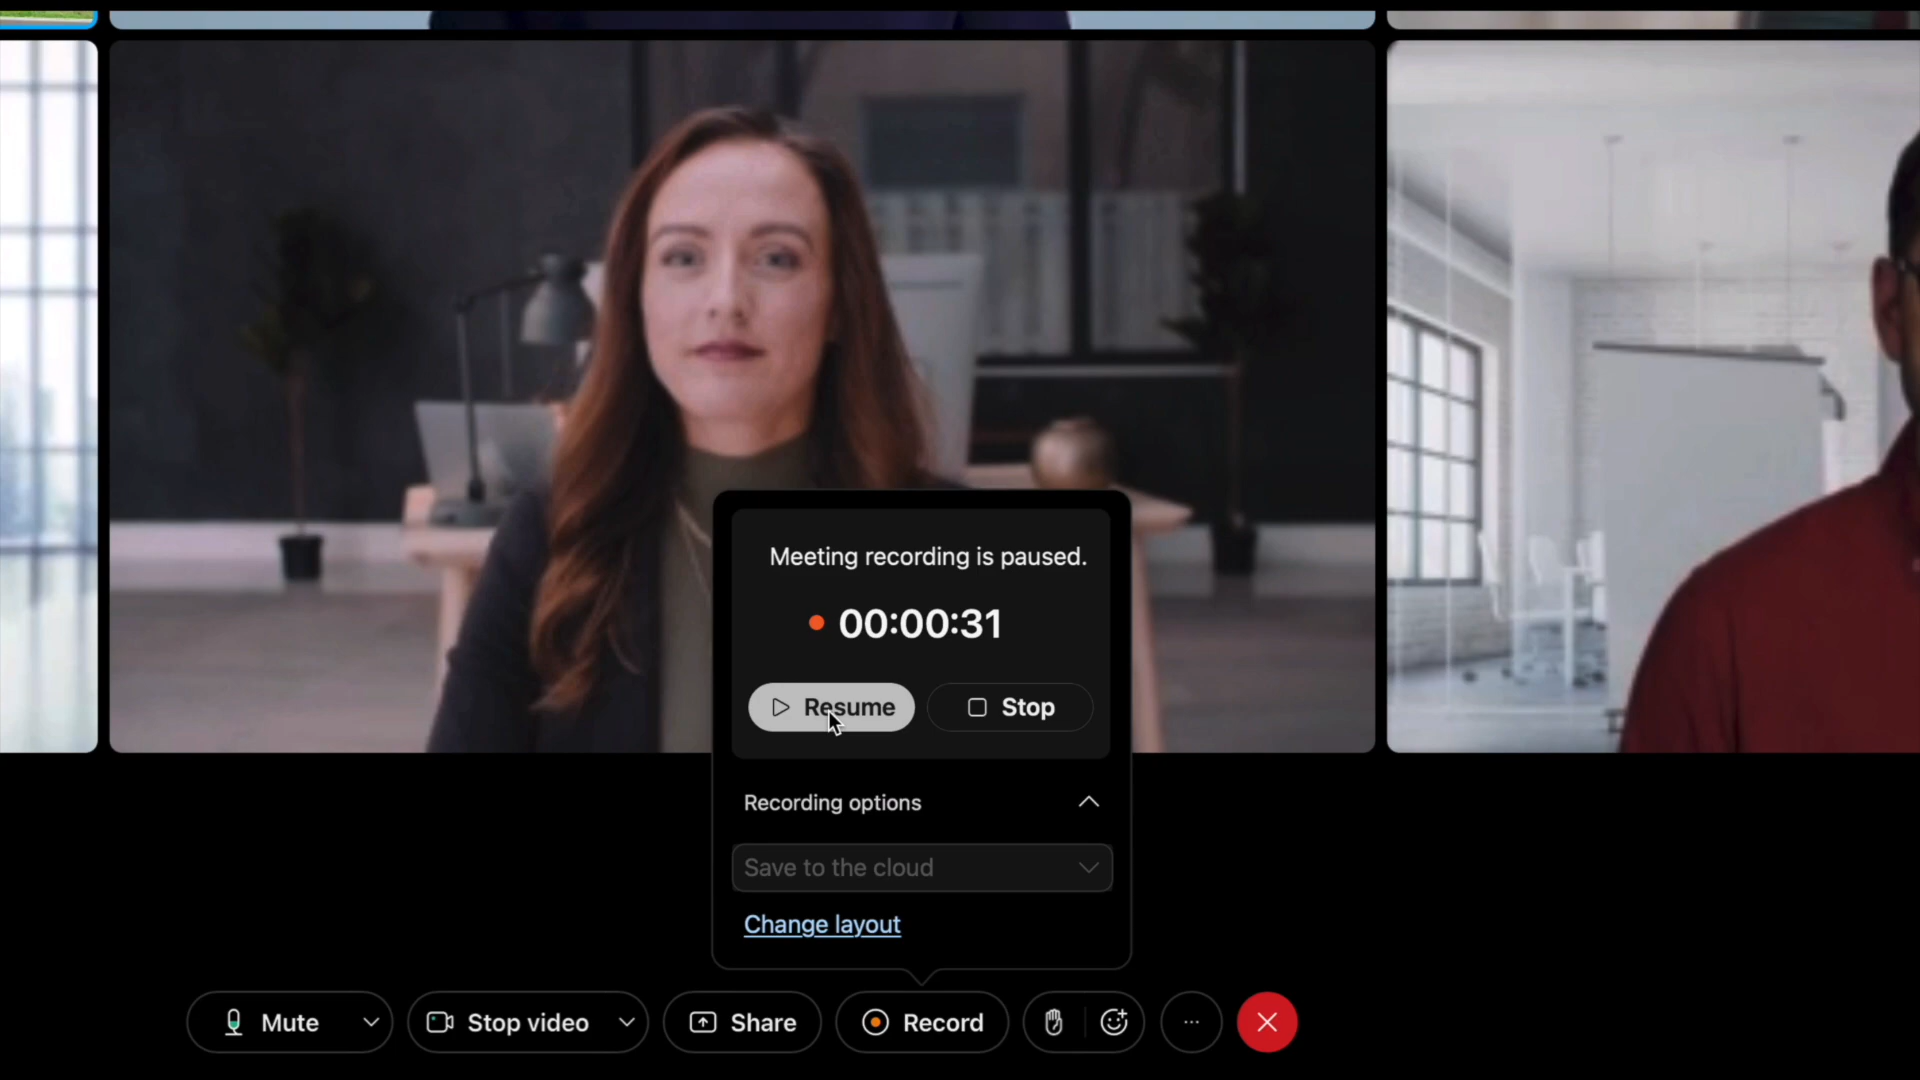 Meeting recording is paused.
00:00:31
Resume
Stop
Recording options
Save to the cloud
Change layout
Mute
Stop video
Share
Record